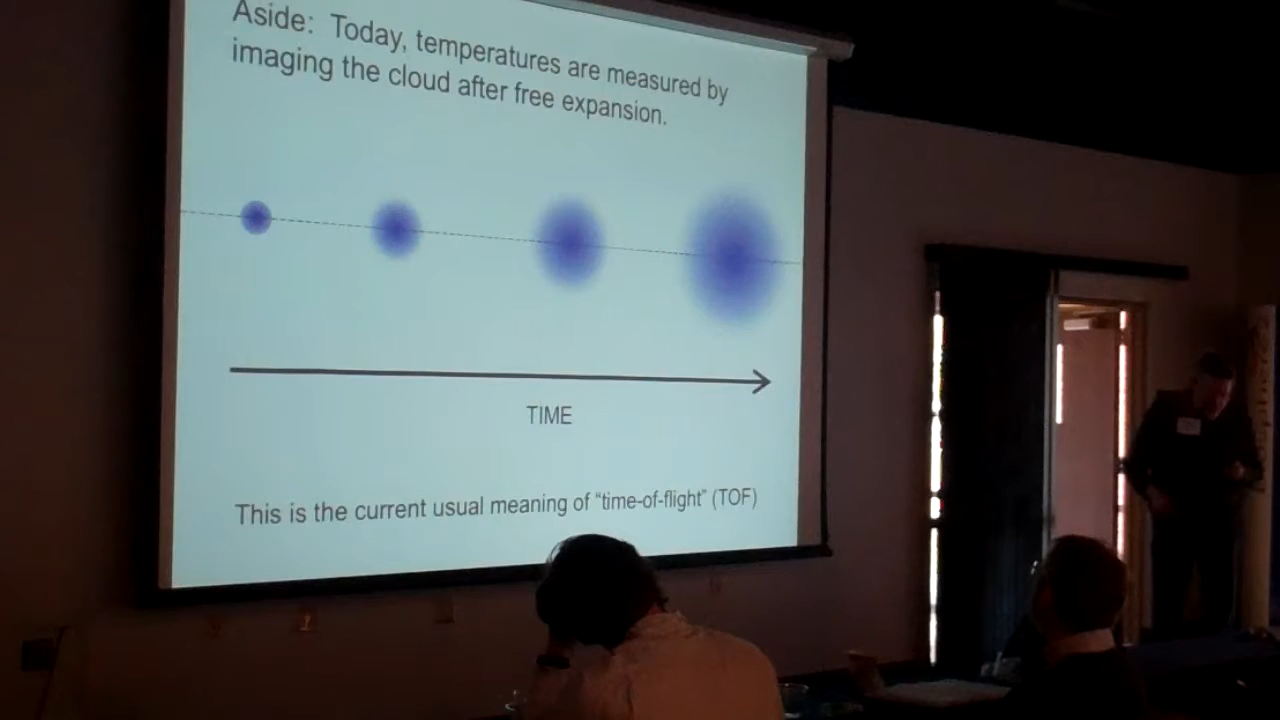 Aside: Today, temperatures are measured by
imaging the cloud after free expansion.
TIME
This is the current usual meaning of “time-of-flight” (TOF)